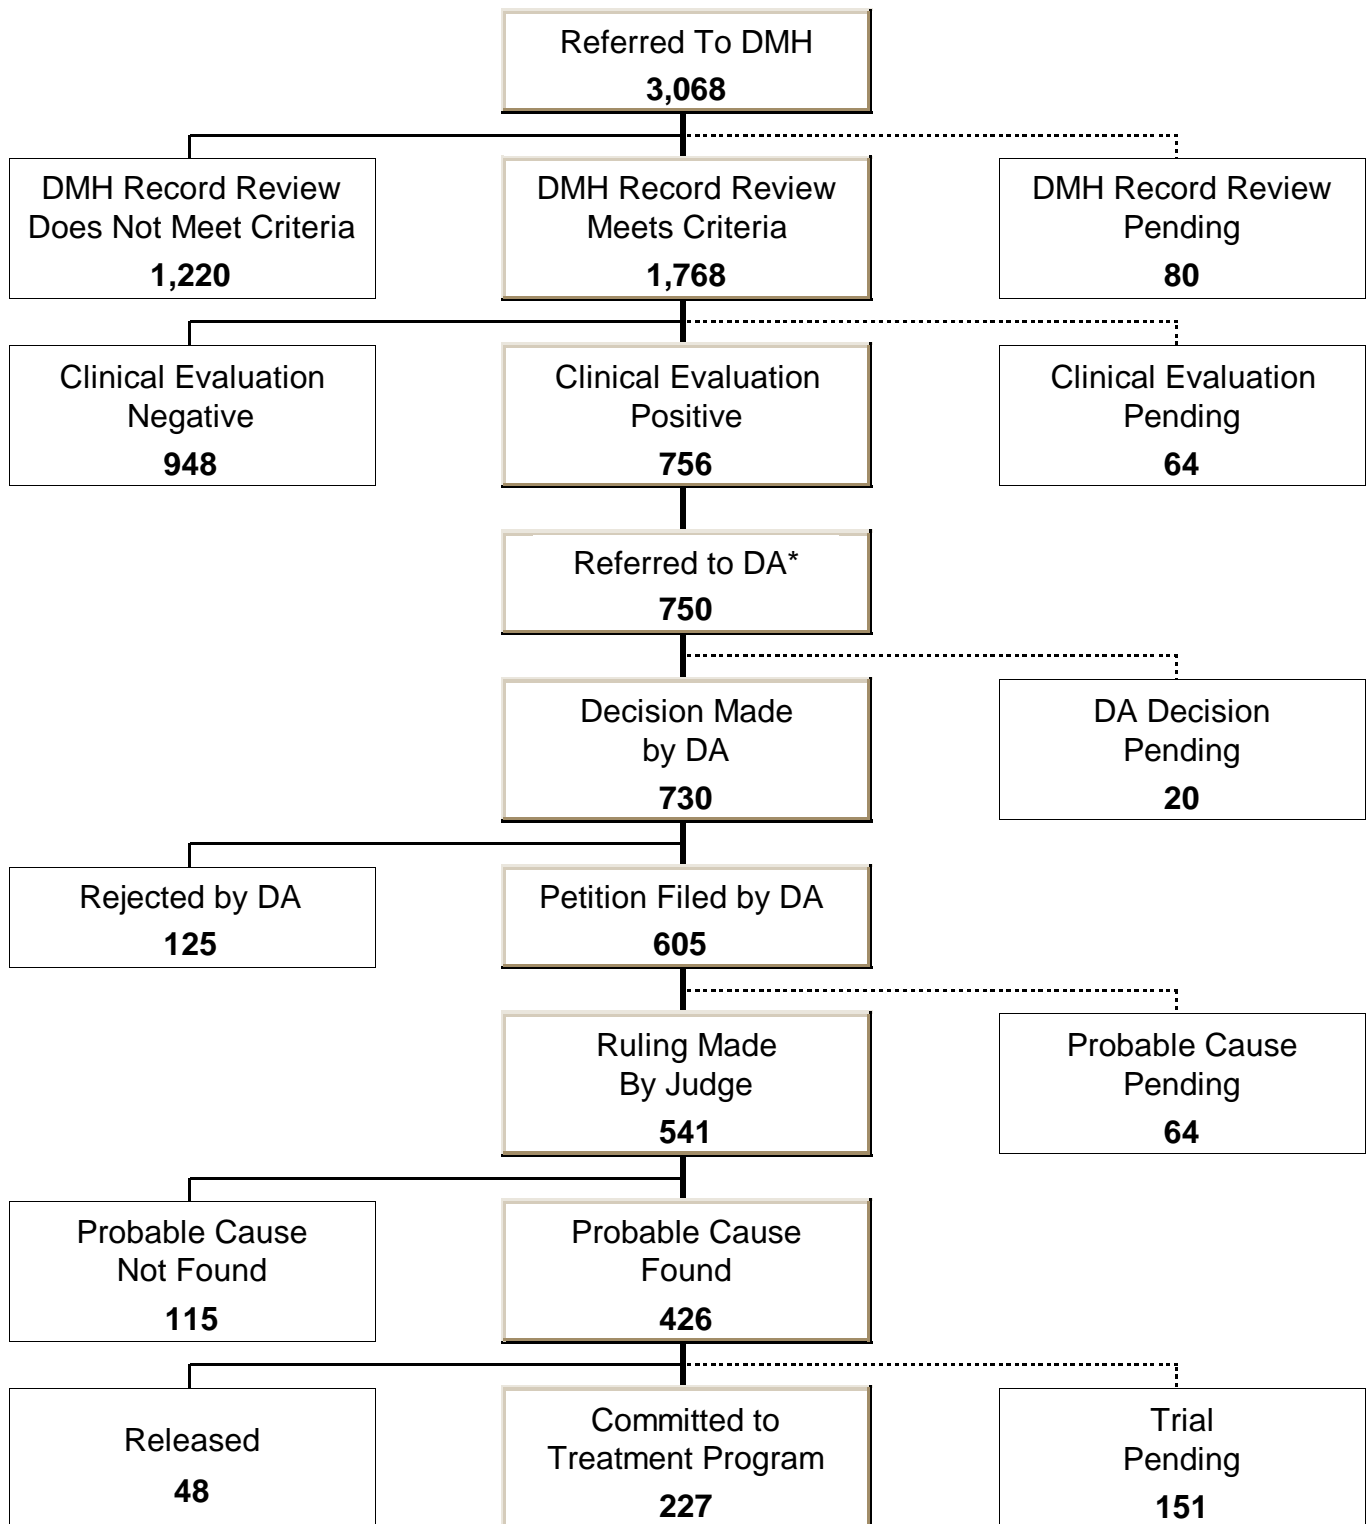 Referred To DMH
3,068
DMH Record Review
Does Not Meet Criteria
1,220
DMH Record Review
Meets Criteria
1,768
DMH Record Review
Pending
80
Clinical Evaluation
Negative
948
Clinical Evaluation
Positive
756
Clinical Evaluation
Pending
64
Referred to DA*
750
Decision Made
by DA
730
DA Decision
Pending
20
Rejected by DA
125
Petition Filed by DA
605
Ruling Made
By Judge
541
Probable Cause
Pending
64
Probable Cause
Not Found
115
Probable Cause
Found
426
Released
48
Committed to
Treatment Program
227
Trial
Pending
151